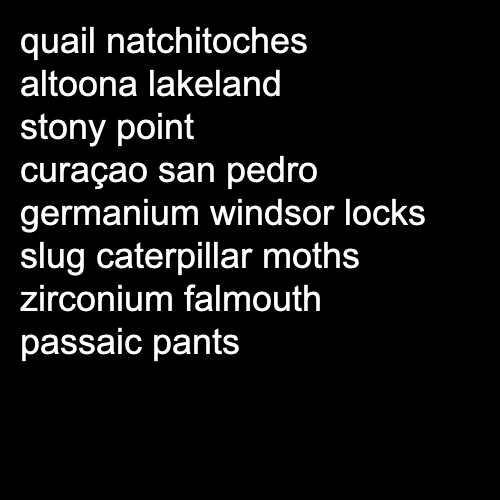 quail natchitoches
altoona lakeland
stony point
curaçao san pedro
germanium windsor locks
slug caterpillar moths
zirconium falmouth
passaic pants